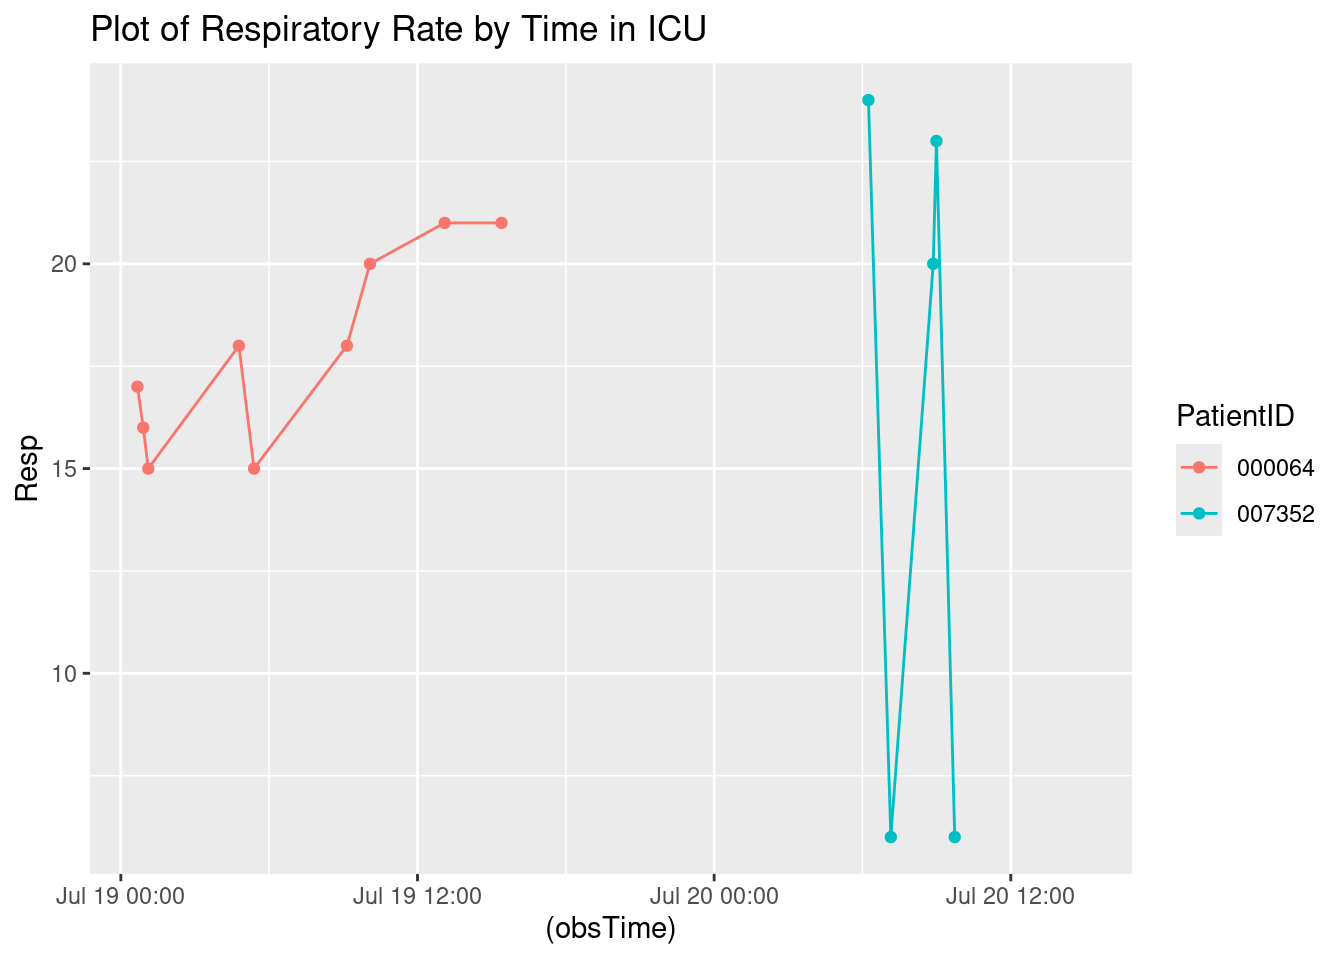 Plot of Respiratory Rate by Time in ICU
Resp
20
15
10
Jul 19 00:00
Jul 19 12:00
Jul 20 00:00
Jul 20 12:00
(obsTime)
PatientID
000064
007352